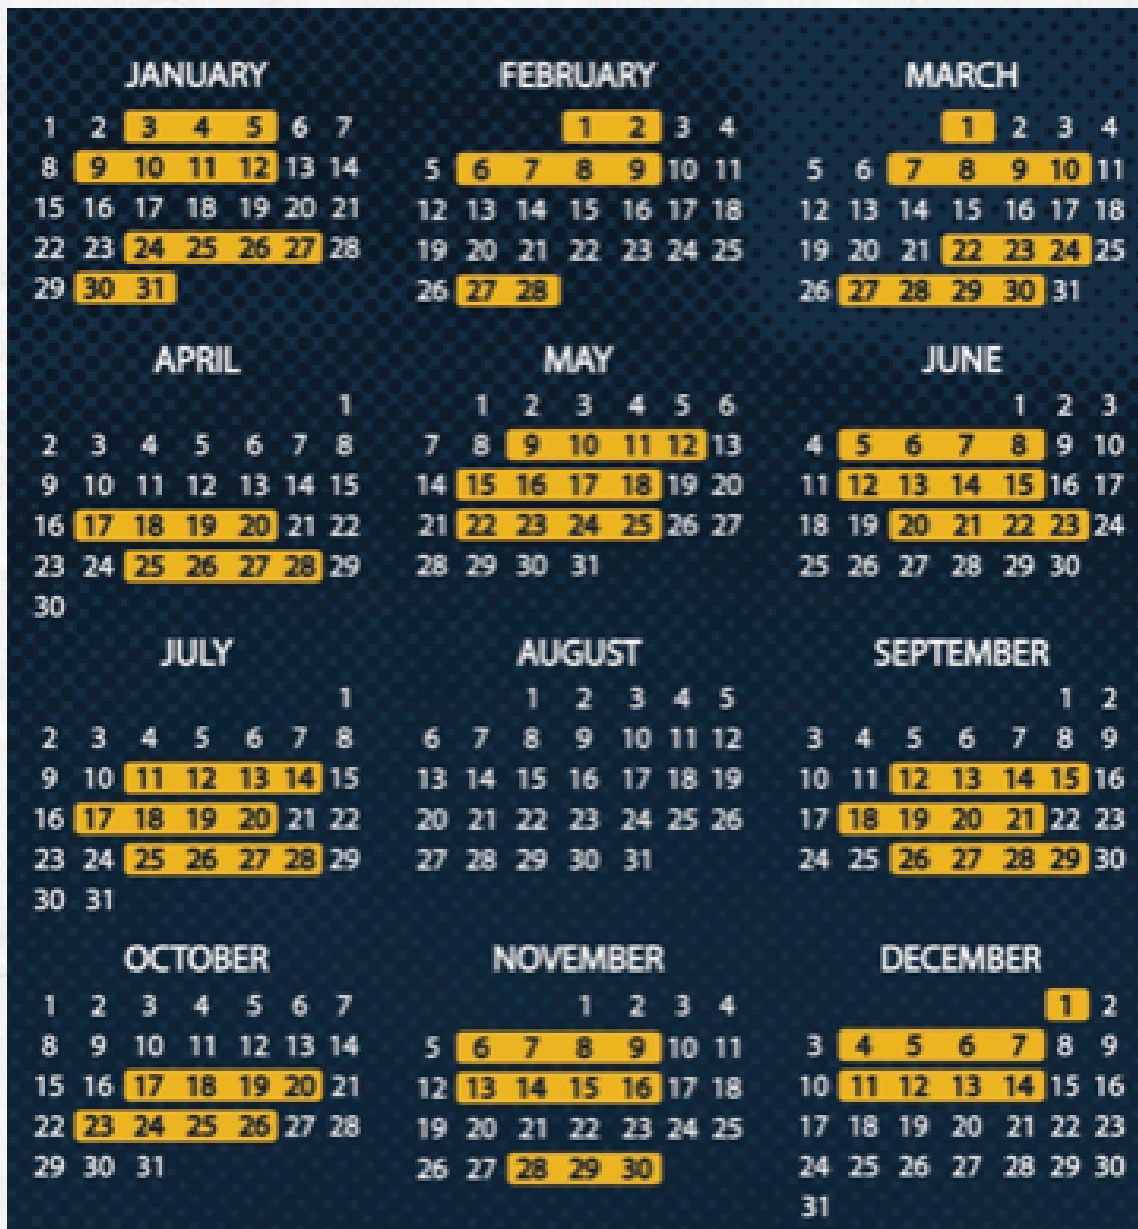 JANUARY FEBRUARY MARCH
1 2 3 4 5 6 7 1 2 3 4 1 2 3 4
8 9 10 11 12 13 14 5 6 7 8 9 10 11 5 6 7 8 9 10 11
15 16 17 18 19 20 21 12 13 14 15 16 17 18 12 13 14 15 16 17 18
22 23 24 25 26 27 28 19 20 21 22 23 24 25 19 20 21 22 23 24 25
29 30 31 26 27 28 26 27 28 29 30 31
APRIL MAY JUNE
1 1 2 3 4 5 6 1 2 3
2 3 4 5 6 7 8 7 8 9 10 11 12 13 4 5 6 7 8 9 10
9 10 11 12 13 14 15 14 15 16 17 18 19 20 11 12 13 14 15 16 17
16 17 18 19 20 21 22 21 22 23 24 25 26 27 18 19 20 21 22 23 24
23 24 25 26 27 28 29 28 29 30 31 25 26 27 28 29 30
30
JULY AUGUST SEPTEMBER
1 1 2 3 4 5 1 2
2 3 4 5 6 7 8 6 7 8 9 10 11 12 3 4 5 6 7 8 9
9 10 11 12 13 14 15 13 14 15 16 17 18 19 10 11 12 13 14 15 16
16 17 18 19 20 21 22 20 21 22 23 24 25 26 17 18 19 20 21 22 23
23 24 25 26 27 28 29 27 28 29 30 31 24 25 26 27 28 29 30
30 31
OCTOBER NOVEMBER DECEMBER
1 2 3 4 5 6 7 1 2 3 4 1 2
8 9 10 11 12 13 14 5 6 7 8 9 10 11 3 4 5 6 7 8 9
15 16 17 18 19 20 21 12 13 14 15 16 17 18 10 11 12 13 14 15 16
22 23 24 25 26 27 28 19 20 21 22 23 24 25 17 18 19 20 21 22 23
29 30 31 26 27 28 29 30 24 25 26 27 28 29 30
31